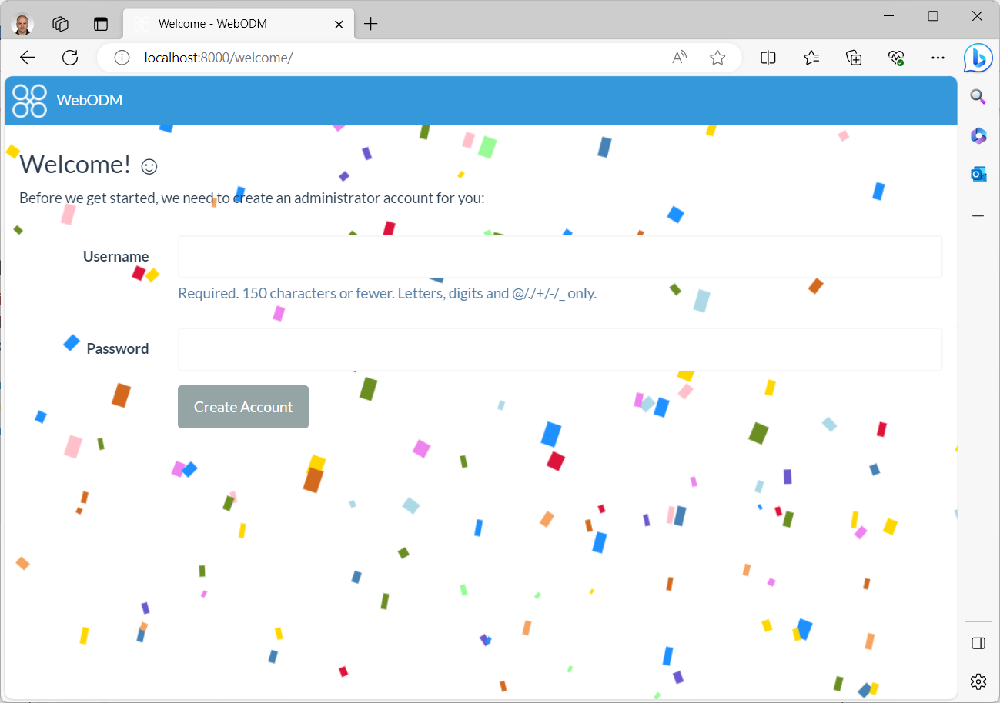 Welcome - WebODM
localhost:8000/welcome/
WebODM
Welcome!
Before we get started, we need to create an administrator account for you:
Username
Required. 150 characters or fewer. Letters, digits and @/./+/-/_ only.
Password
Create Account